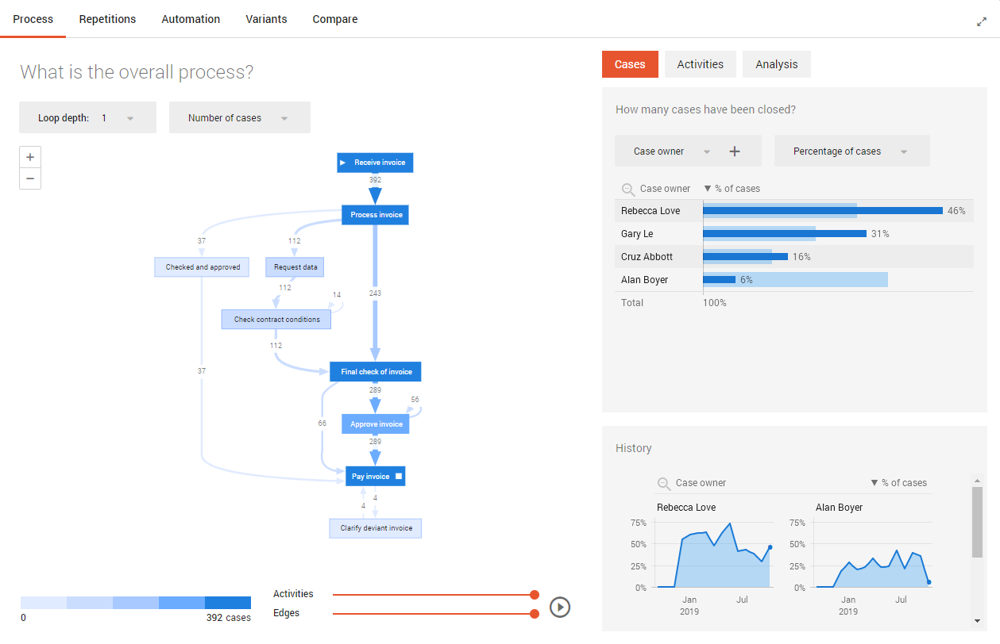 Process Repetitions Automation Variants Compare
What is the overall process?
Loop depth: 1 Number of cases
+
−
Receive invoice
392
Process invoice
37 112
Checked and approved Request data
112 14 243
Check contract conditions
112
37
Final check of invoice
289
56
66 Approve invoice
289
Pay invoice
4
4
Clarify deviant invoice
0 392 cases
Activities
Edges
Cases Activities Analysis
How many cases have been closed?
Case owner + Percentage of cases
Case owner ▼ % of cases
Rebecca Love 46%
Gary Le 31%
Cruz Abbott 16%
Alan Boyer 6%
Total 100%
History
Case owner ▼ % of cases
Rebecca Love Alan Boyer
75% 75%
50% 50%
25% 25%
0% 0%
Jan Jul Jan Jul
2019 2019